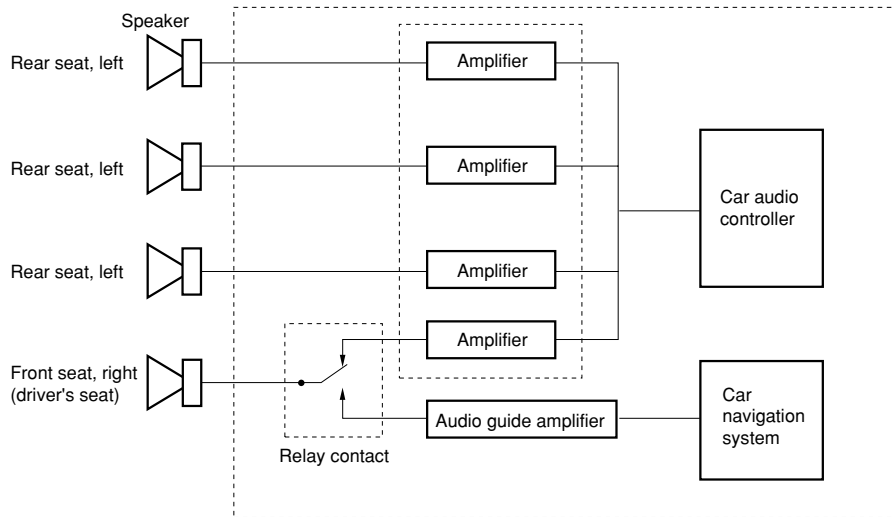 Speaker
Rear seat, left
Amplifier
Rear seat, left
Amplifier
Car audio
controller
Rear seat, left
Amplifier
Amplifier
Front seat, right
(driver's seat)
Audio guide amplifier
Car
navigation
system
Relay contact